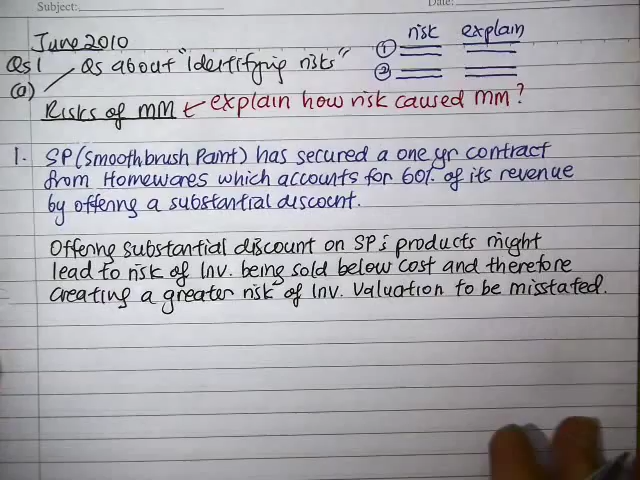 Subject: Date:
June 2010 risk explain
Qs 1 Qs about "identifying risks" ①
(a) ②
Risks of MM ← explain how risk caused MM?
1. SP (Smoothbrush Paint) has secured a one yr contract
from Homewares which accounts for 60% of its revenue
by offering a substantial discount.
Offering substantial discount on SP's products might
lead to risk of Inv. being sold below cost and therefore
creating a greater risk of Inv. valuation to be misstated.